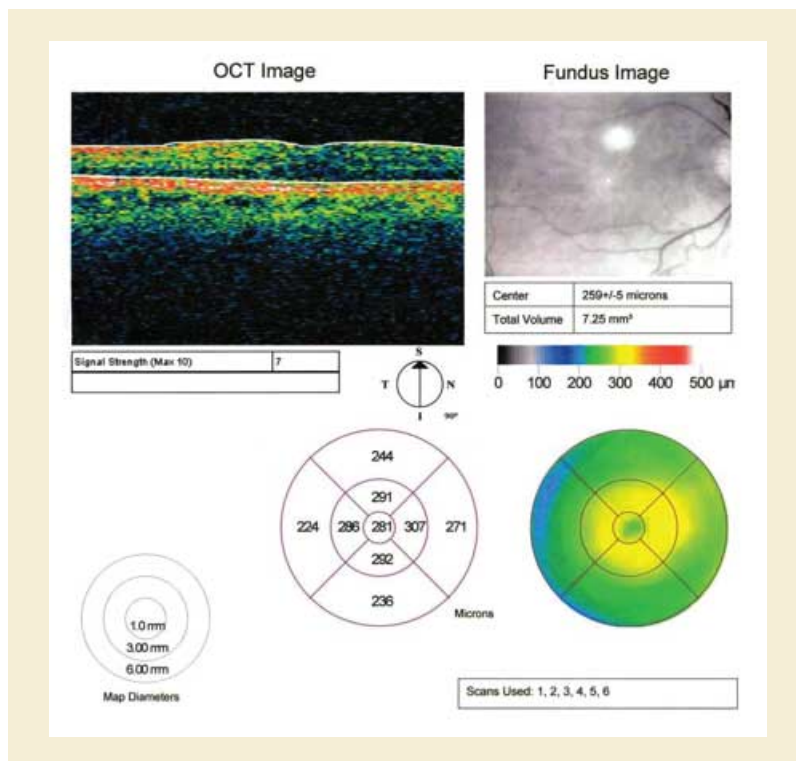 OCT Image
Fundus Image
Center 259+/-5 microns
Total Volume 7.25 mm³
Signal Strength (Max 10) 7
S
T N
I 90º
0 100 200 300 400 500 µm
244
291
224 286 281 307 271
292
236
Microns
1.0 mm
3.00 mm
6.00 mm
Map Diameters
Scans Used: 1, 2, 3, 4, 5, 6